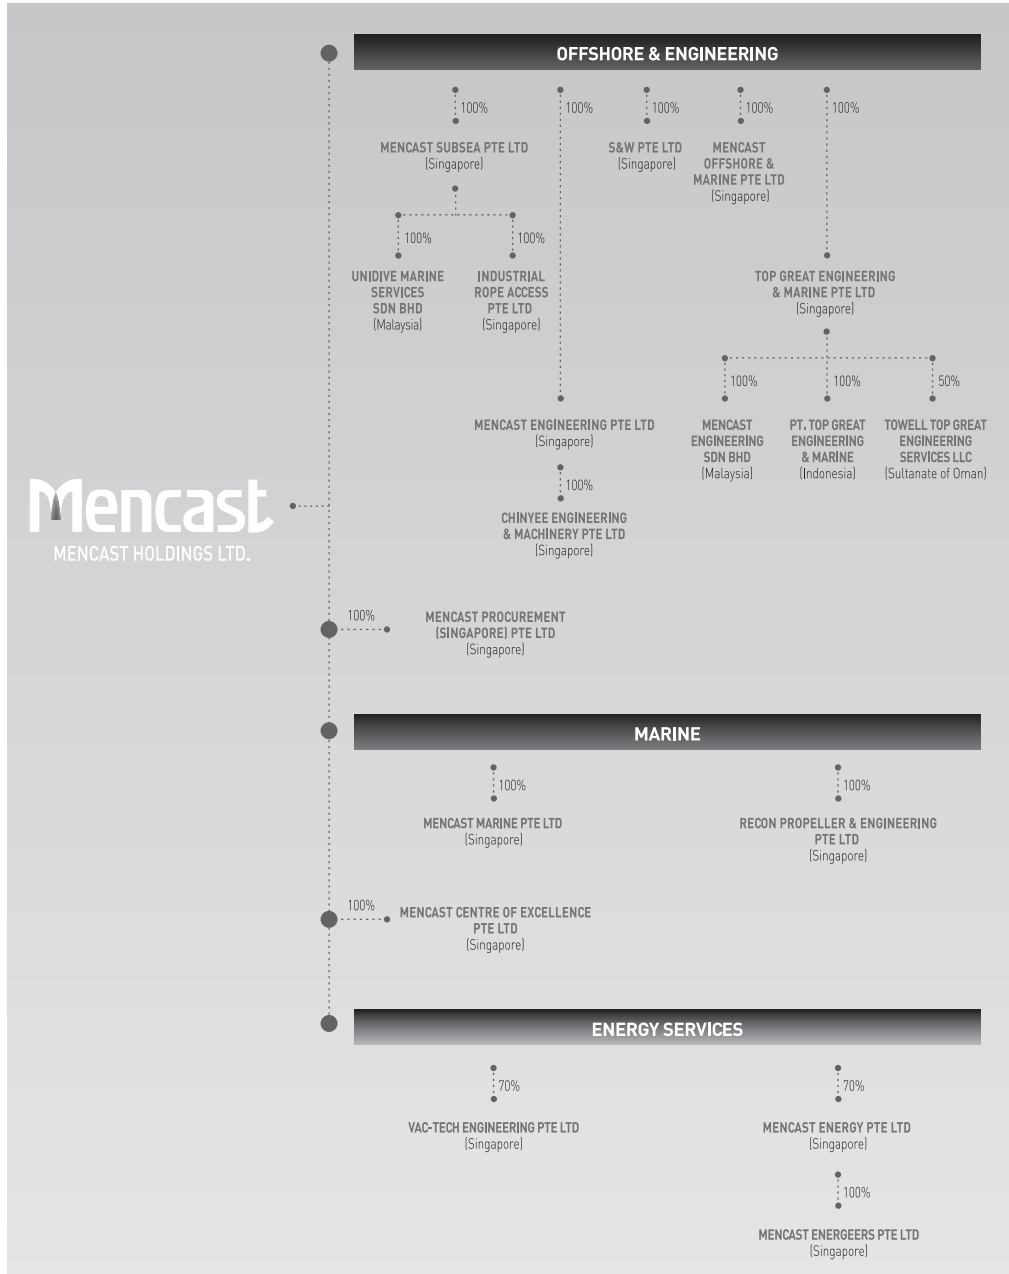 OFFSHORE & ENGINEERING
100%
100%
100%
100%
100%
MENCAST SUBSEA PTE LTD
(Singapore)
S&W PTE LTD
(Singapore)
MENCAST
OFFSHORE &
MARINE PTE LTD
(Singapore)
100%
100%
UNIDIVE MARINE
SERVICES
SDN BHD
(Malaysia)
INDUSTRIAL
ROPE ACCESS
PTE LTD
(Singapore)
TOP GREAT ENGINEERING
& MARINE PTE LTD
(Singapore)
100%
100%
50%
MENCAST ENGINEERING PTE LTD
(Singapore)
MENCAST
ENGINEERING
SDN BHD
(Malaysia)
PT. TOP GREAT
ENGINEERING
& MARINE
(Indonesia)
TOWELL TOP GREAT
ENGINEERING
SERVICES LLC
(Sultanate of Oman)
100%
CHINYEE ENGINEERING
& MACHINERY PTE LTD
(Singapore)
Mencast
MENCAST HOLDINGS LTD.
100%
MENCAST PROCUREMENT
(SINGAPORE) PTE LTD
(Singapore)
MARINE
100%
100%
MENCAST MARINE PTE LTD
(Singapore)
RECON PROPELLER & ENGINEERING
PTE LTD
(Singapore)
100%
MENCAST CENTRE OF EXCELLENCE
PTE LTD
(Singapore)
ENERGY SERVICES
70%
70%
VAC-TECH ENGINEERING PTE LTD
(Singapore)
MENCAST ENERGY PTE LTD
(Singapore)
100%
MENCAST ENERGEERS PTE LTD
(Singapore)